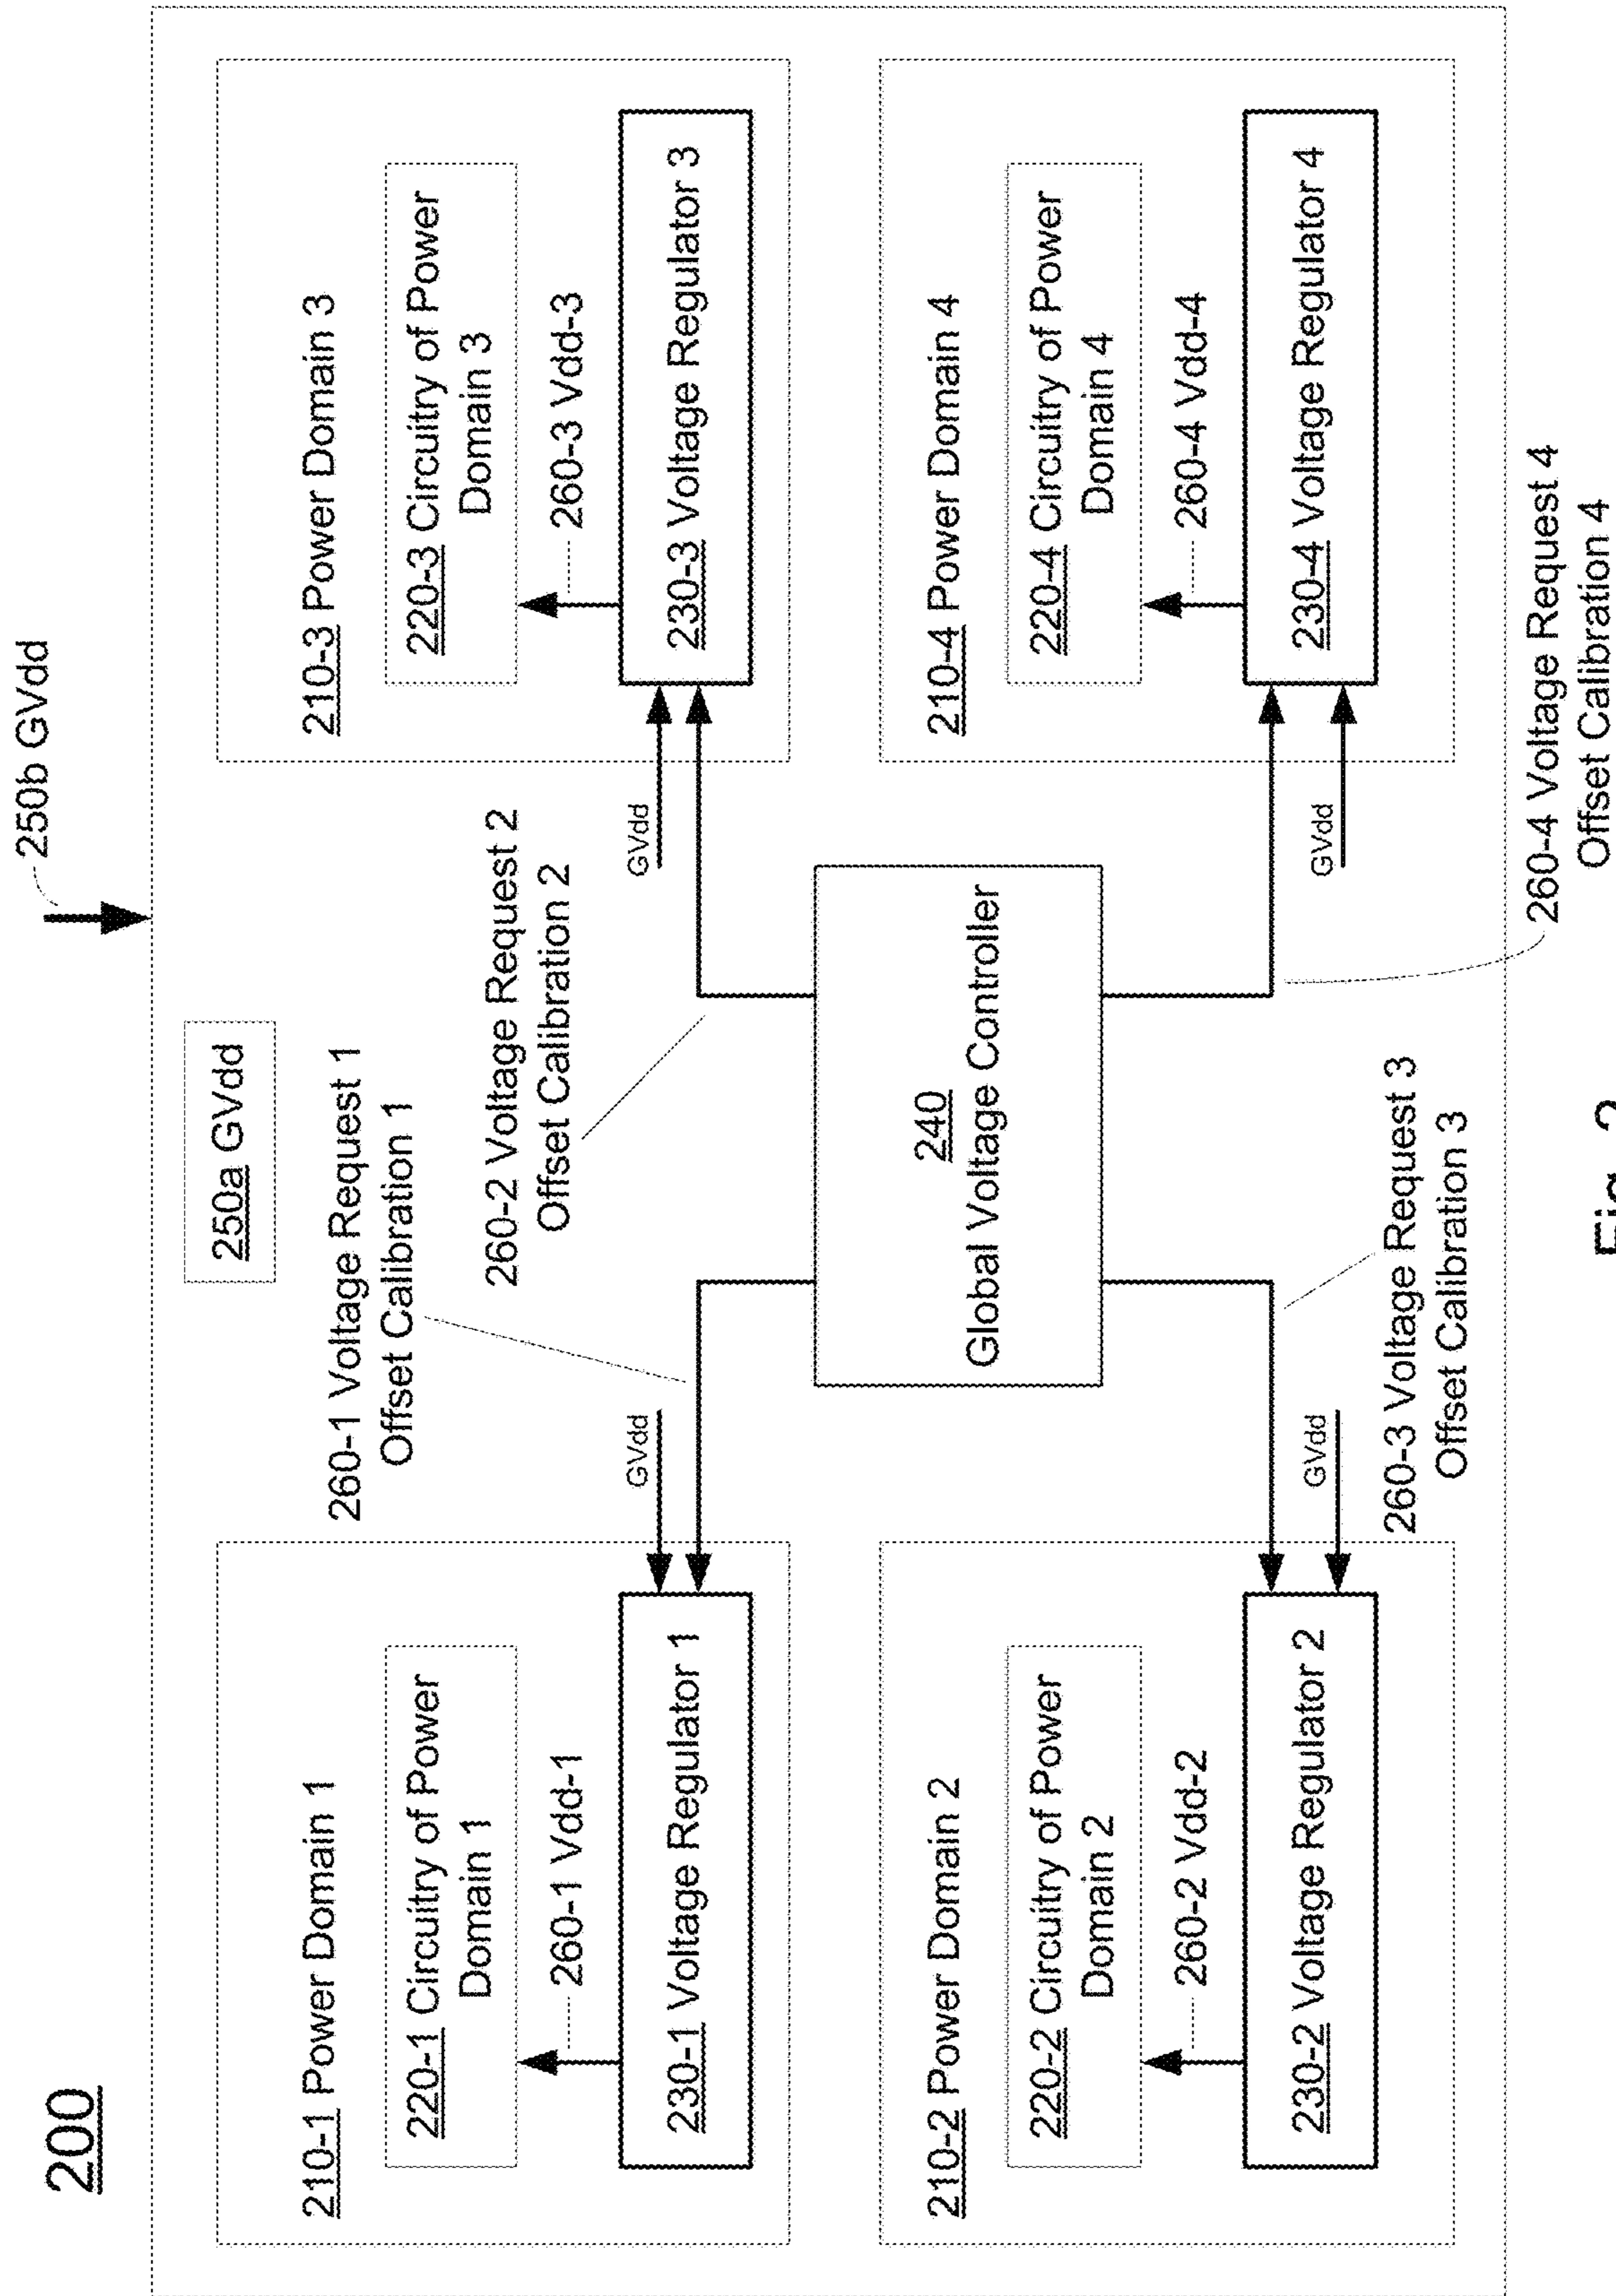 200
250b GVdd
250a GVdd
210-1 Power Domain 1
220-1 Circuitry of Power
Domain 1
260-1 Vdd-1
230-1 Voltage Regulator 1
GVdd
260-1 Voltage Request 1
Offset Calibration 1
260-2 Voltage Request 2
Offset Calibration 2
210-3 Power Domain 3
220-3 Circuitry of Power
Domain 3
260-3 Vdd-3
230-3 Voltage Regulator 3
GVdd
240
Global Voltage Controller
210-2 Power Domain 2
220-2 Circuitry of Power
Domain 2
260-2 Vdd-2
230-2 Voltage Regulator 2
GVdd
260-3 Voltage Request 3
Offset Calibration 3
210-4 Power Domain 4
220-4 Circuitry of Power
Domain 4
260-4 Vdd-4
230-4 Voltage Regulator 4
GVdd
260-4 Voltage Request 4
Offset Calibration 4
Fig. 2